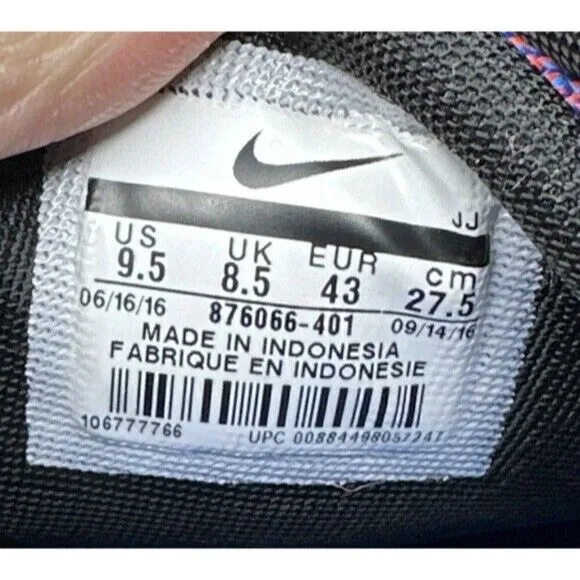 JJ
US UK EUR cm
9.5 8.5 43 27.5
06/16/16 876066-401 09/14/16
MADE IN INDONESIA
FABRIQUE EN INDONESIE
106777766 UPC 00884498057247